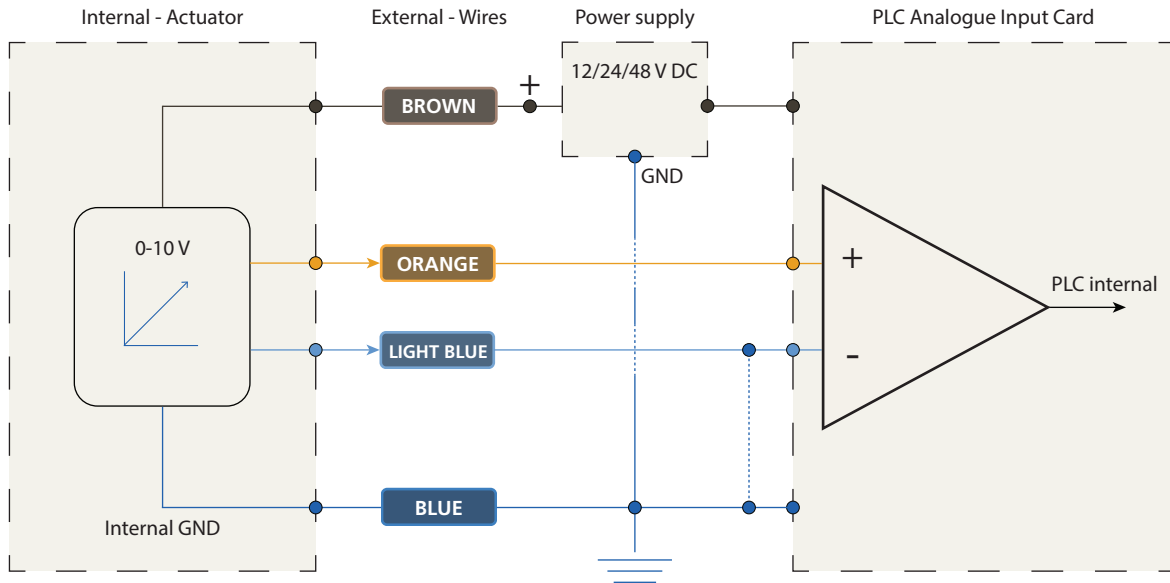 Internal - Actuator
External - Wires
Power supply
PLC Analogue Input Card
12/24/48 V DC
+
BROWN
GND
0-10 V
ORANGE
+
PLC internal
LIGHT BLUE
-
BLUE
Internal GND